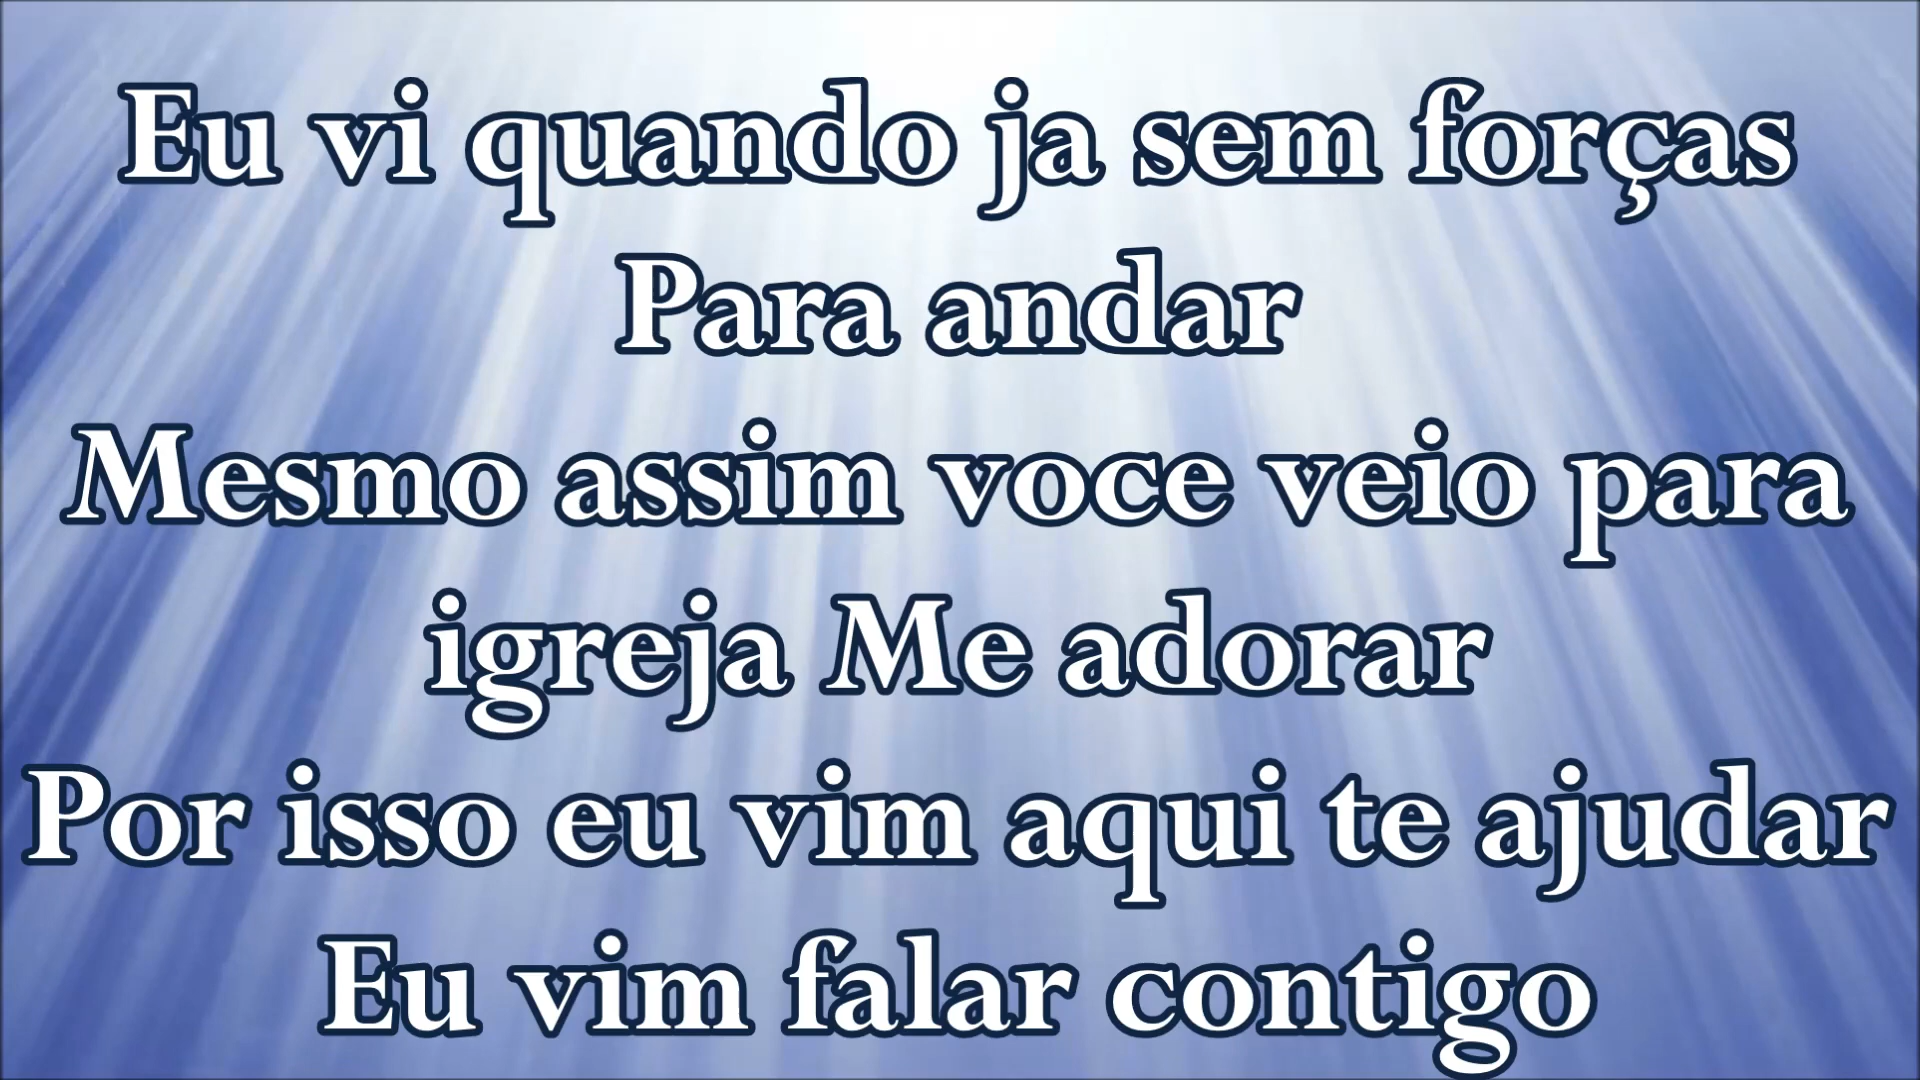 Eu vi quando ja sem forças
Para andar
Mesmo assim voce veio para
igreja Me adorar
Por isso eu vim aqui te ajudar
Eu vim falar contigo